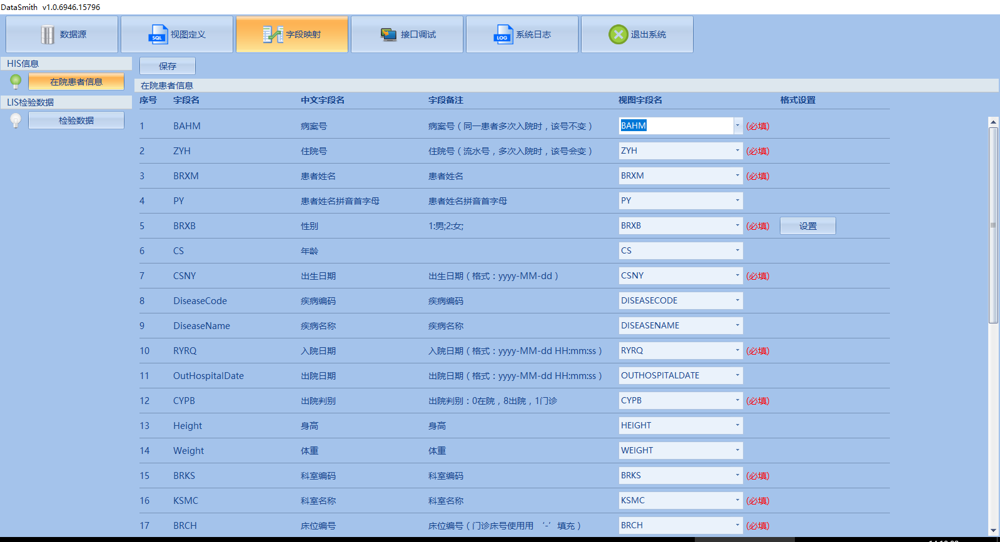 DataSmith v1.0.6946.15796
数据源 视图定义 字段映射 接口调试 系统日志 退出系统
HIS信息
在院患者信息
LIS检验数据
检验数据
保存
在院患者信息
序号 字段名 中文字段名 字段备注 视图字段名 格式设置
1 BAHM 病案号 病案号（同一患者多次入院时，该号不变） BAHM (必填)
2 ZYH 住院号 住院号（流水号，多次入院时，该号会变） ZYH (必填)
3 BRXM 患者姓名 患者姓名 BRXM (必填)
4 PY 患者姓名拼音首字母 患者姓名拼音首字母 PY
5 BRXB 性别 1:男;2:女; BRXB (必填) 设置
6 CS 年龄 CS
7 CSNY 出生日期 出生日期（格式：yyyy-MM-dd） CSNY (必填)
8 DiseaseCode 疾病编码 疾病编码 DISEASECODE
9 DiseaseName 疾病名称 疾病名称 DISEASENAME
10 RYRQ 入院日期 入院日期（格式：yyyy-MM-dd HH:mm:ss） RYRQ (必填)
11 OutHospitalDate 出院日期 出院日期（格式：yyyy-MM-dd HH:mm:ss） OUTHOSPITALDATE
12 CYPB 出院判别 出院判别：0在院，8出院，1门诊 CYPB (必填)
13 Height 身高 身高 HEIGHT
14 Weight 体重 体重 WEIGHT
15 BRKS 科室编码 科室编码 BRKS (必填)
16 KSMC 科室名称 科室名称 KSMC (必填)
17 BRCH 床位编号 床位编号（门诊床号使用用 ‘-’ 填充） BRCH (必填)